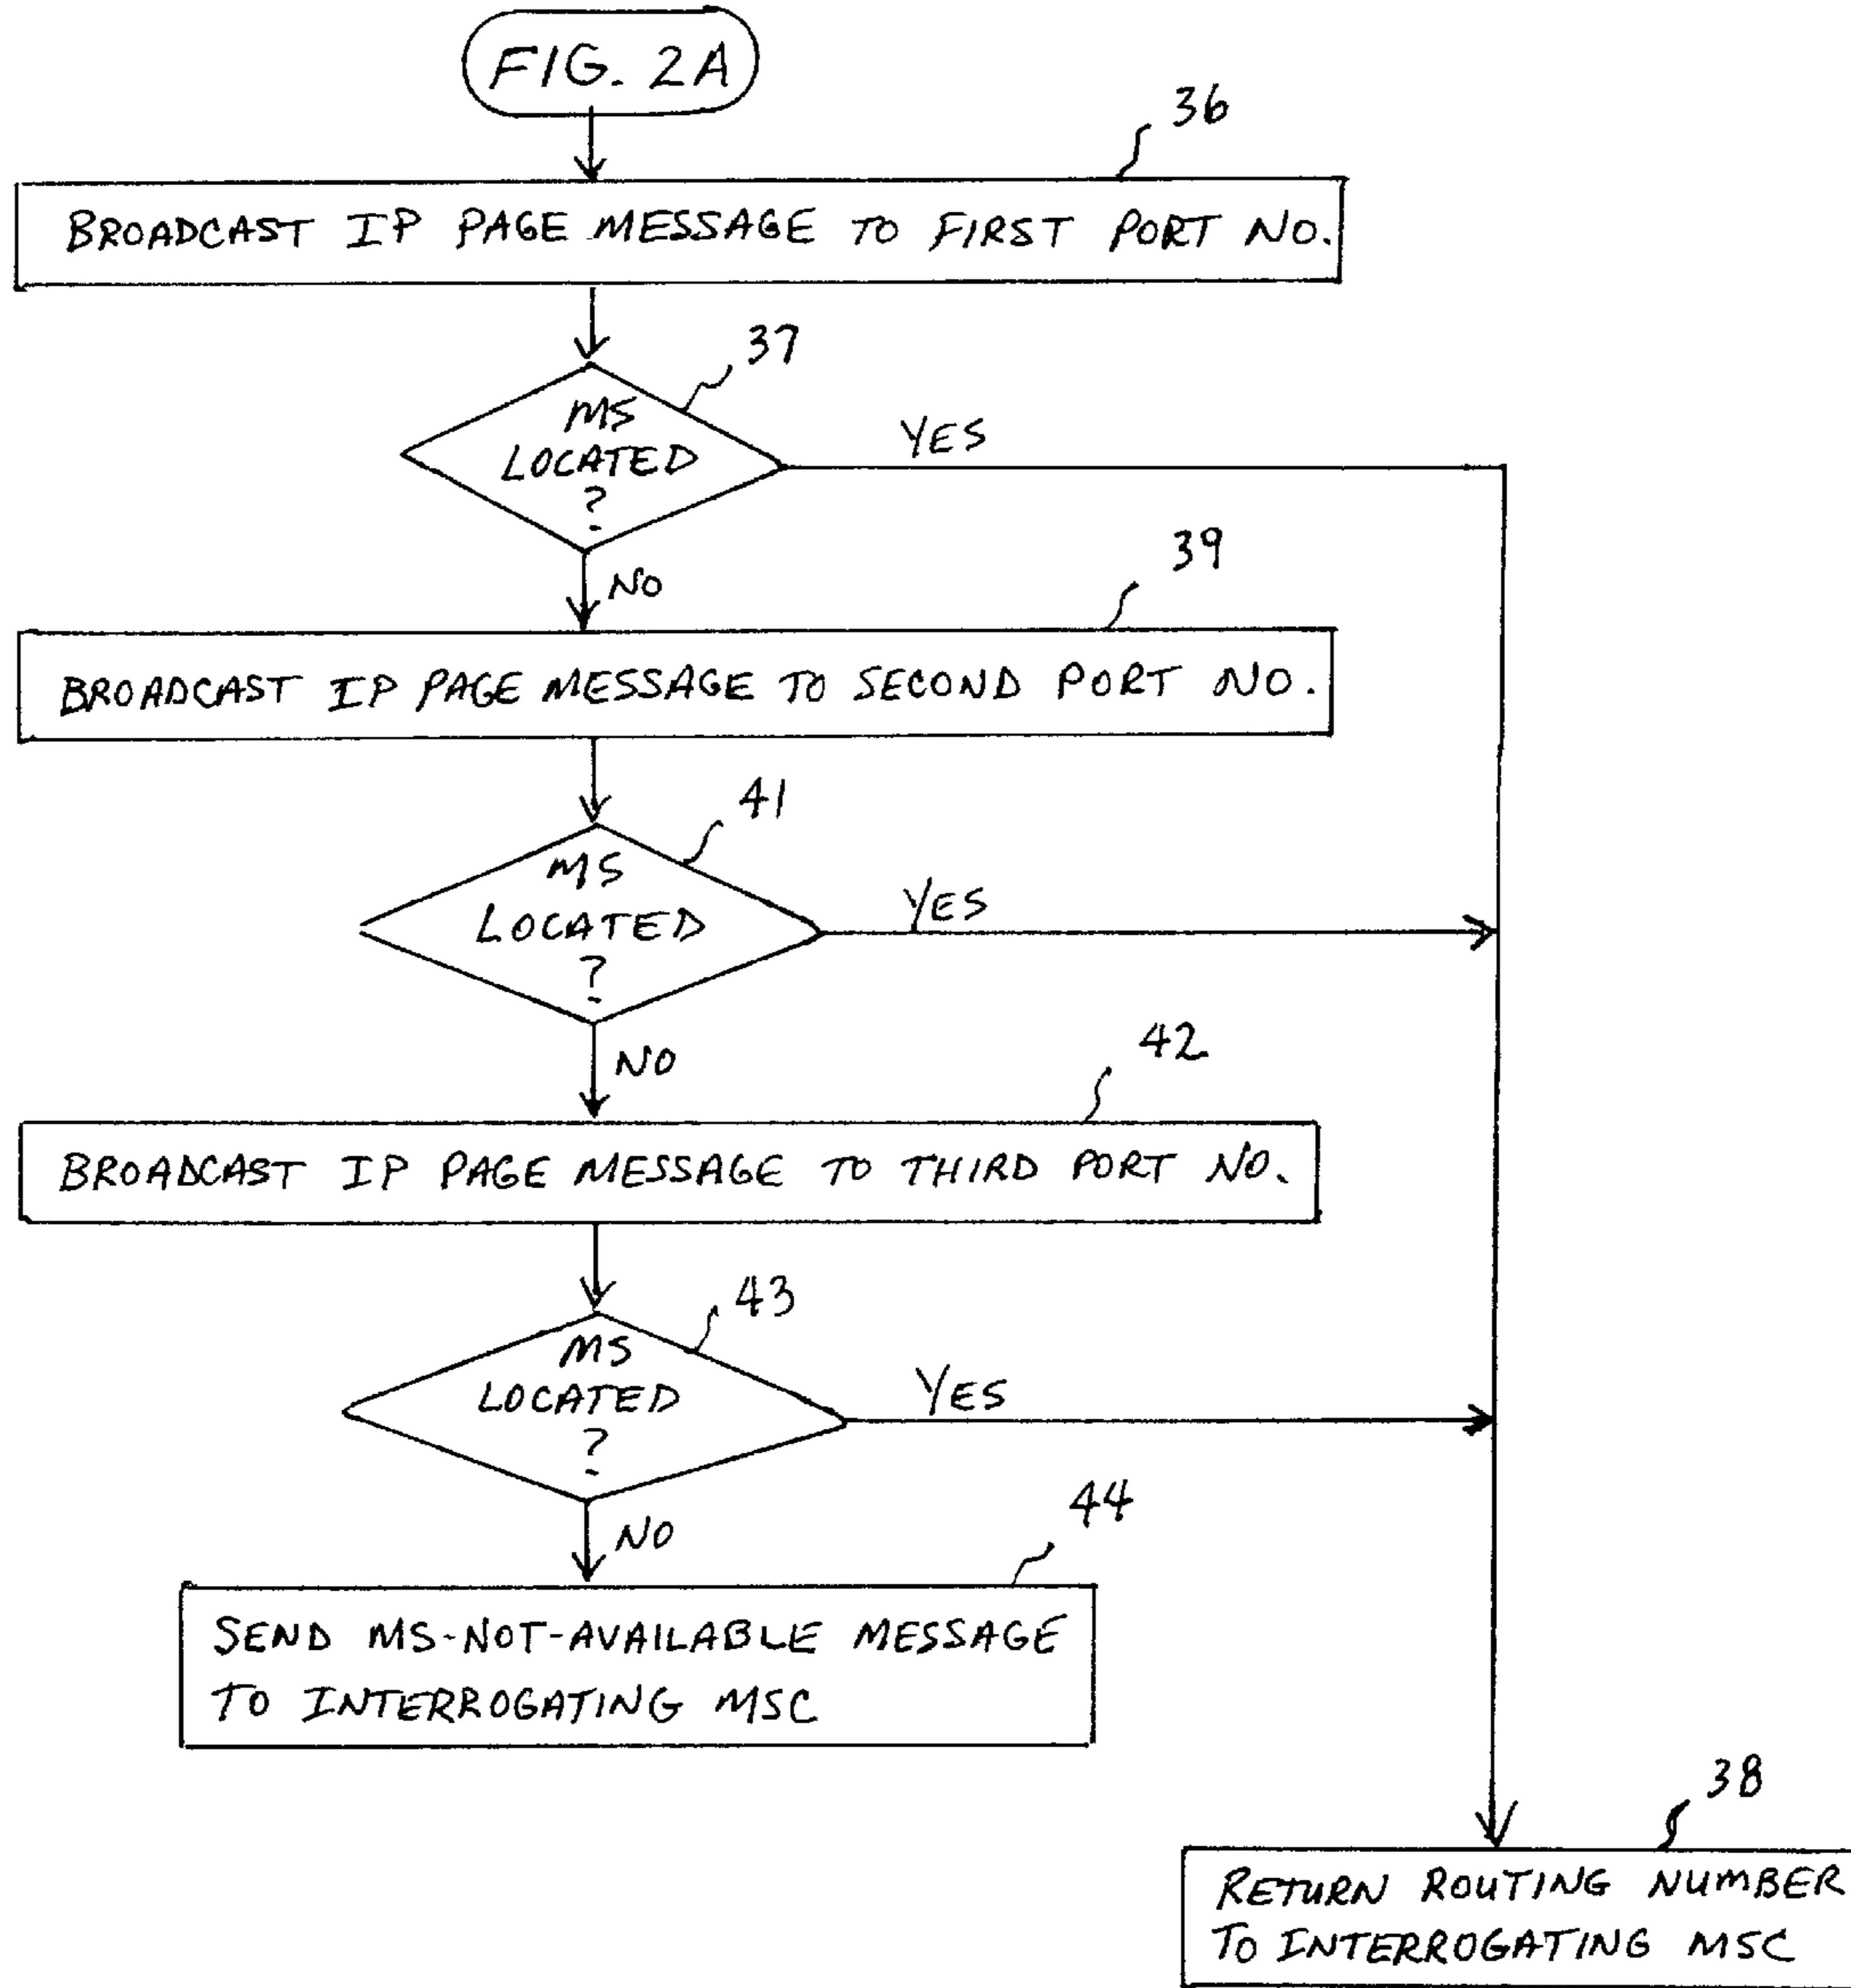 FIG. 2A
36
BROADCAST IP PAGE MESSAGE TO FIRST PORT NO.
37
MS
LOCATED
?
YES
NO
39
BROADCAST IP PAGE MESSAGE TO SECOND PORT NO.
41
MS
LOCATED
?
YES
NO
42
BROADCAST IP PAGE MESSAGE TO THIRD PORT NO.
43
MS
LOCATED
?
YES
NO
44
SEND MS-NOT-AVAILABLE MESSAGE
TO INTERROGATING MSC
38
RETURN ROUTING NUMBER
TO INTERROGATING MSC